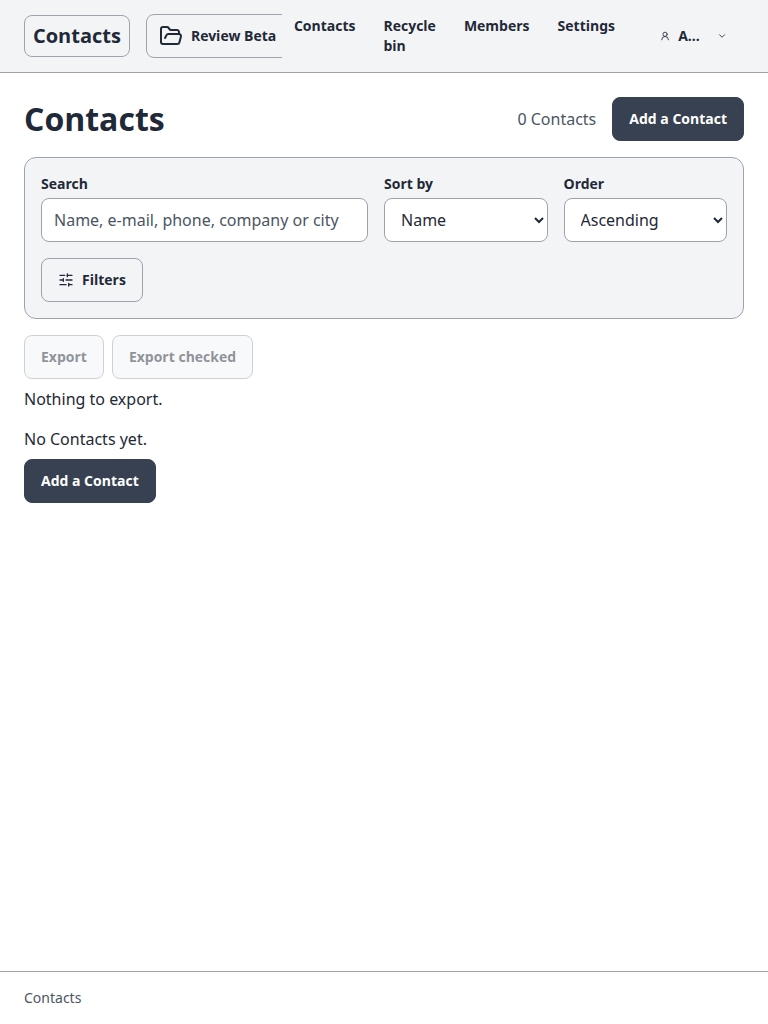 Contacts
Review Beta
Contacts
Recycle
bin
Members
Settings
A...
Contacts
0 Contacts
Add a Contact
Search
Sort by
Order
Name, e-mail, phone, company or city
Name
Ascending
Filters
Export
Export checked
Nothing to export.
No Contacts yet.
Add a Contact
Contacts